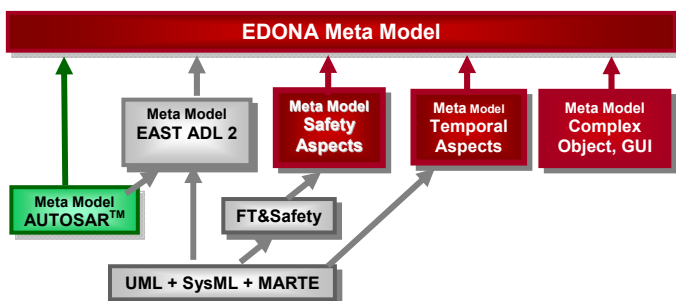 EDONA Meta Model
Meta Model
EAST ADL 2
Meta Model
Safety
Aspects
Meta Model
Temporal
Aspects
Meta Model
Complex
Object, GUI
Meta Model
AUTOSAR™
FT&Safety
UML + SysML + MARTE